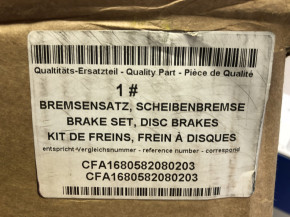 Qualtitäts-Ersatzteil - Quality Part - Pièce de Qualité
1 #
BREMSENSATZ, SCHEIBENBREMSE
BRAKE SET, DISC BRAKES
KIT DE FREINS, FREIN À DISQUES
entspricht-Vergleichsnummer - reference number - correspond
CFA1680582080203
CFA1680582080203